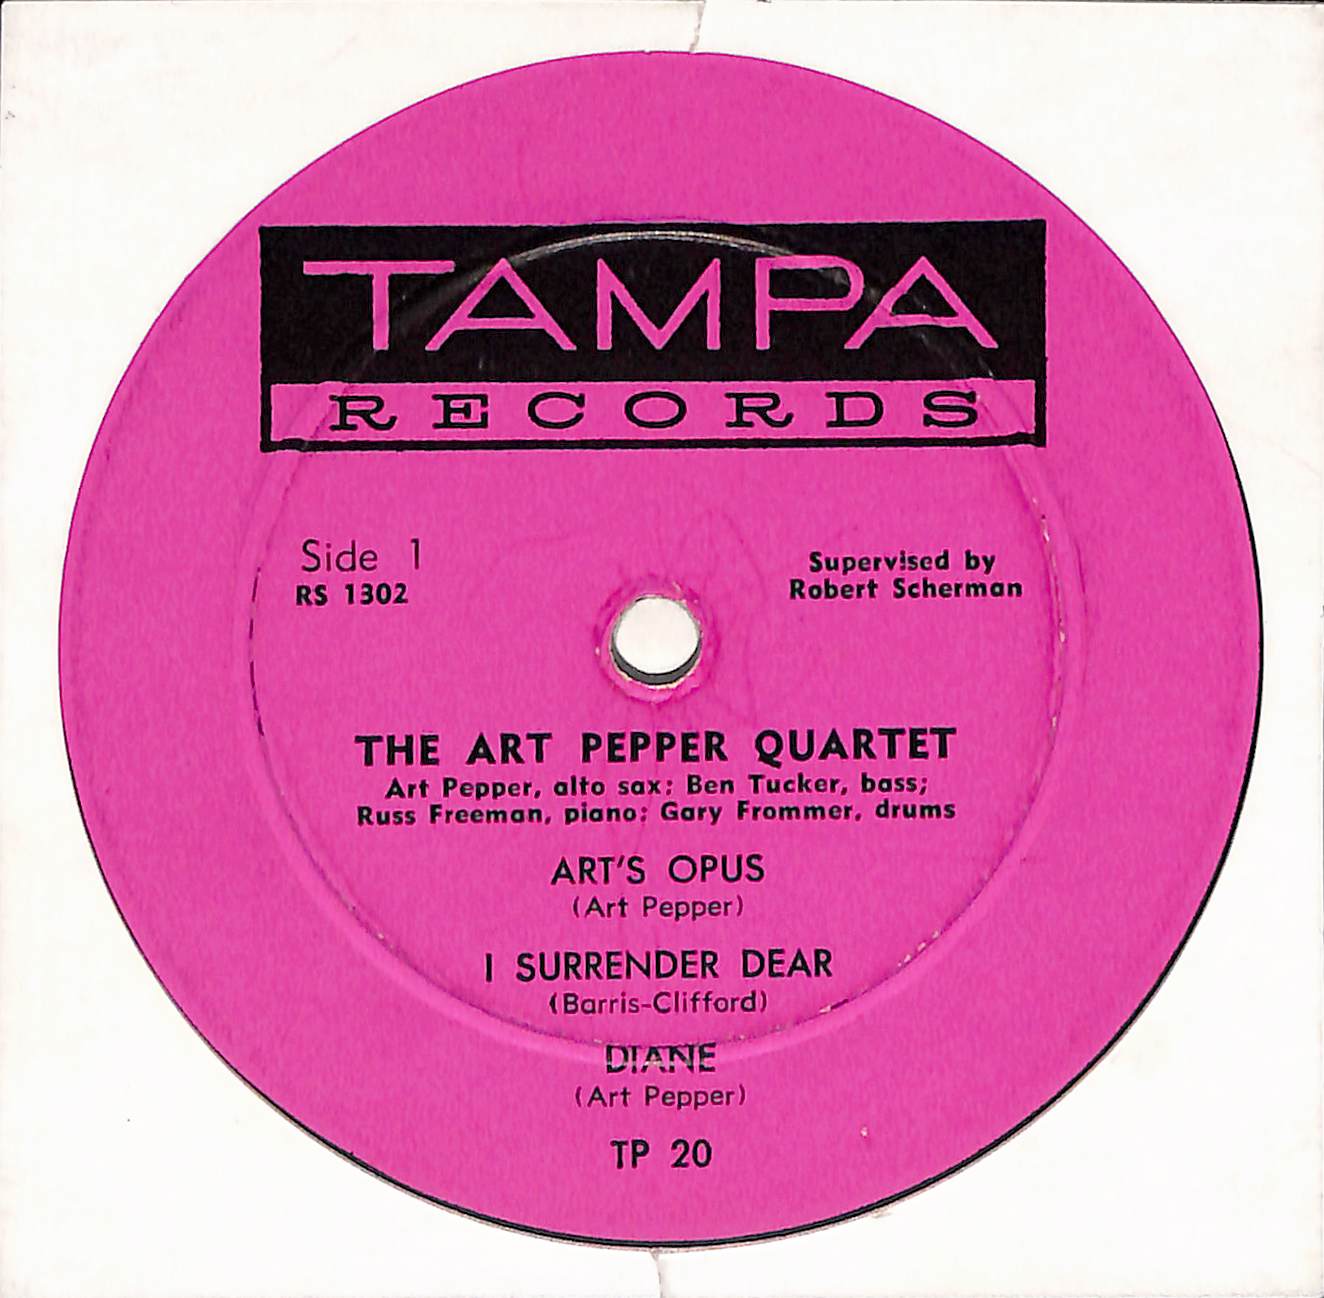 TAMPA
RECORDS
Side 1
RS 1302
Supervised by
Robert Scherman
THE ART PEPPER QUARTET
Art Pepper, alto sax; Ben Tucker, bass;
Russ Freeman, piano; Gary Frommer, drums
ART'S OPUS
(Art Pepper)
I SURRENDER DEAR
(Barris-Clifford)
DIANE
(Art Pepper)
TP 20